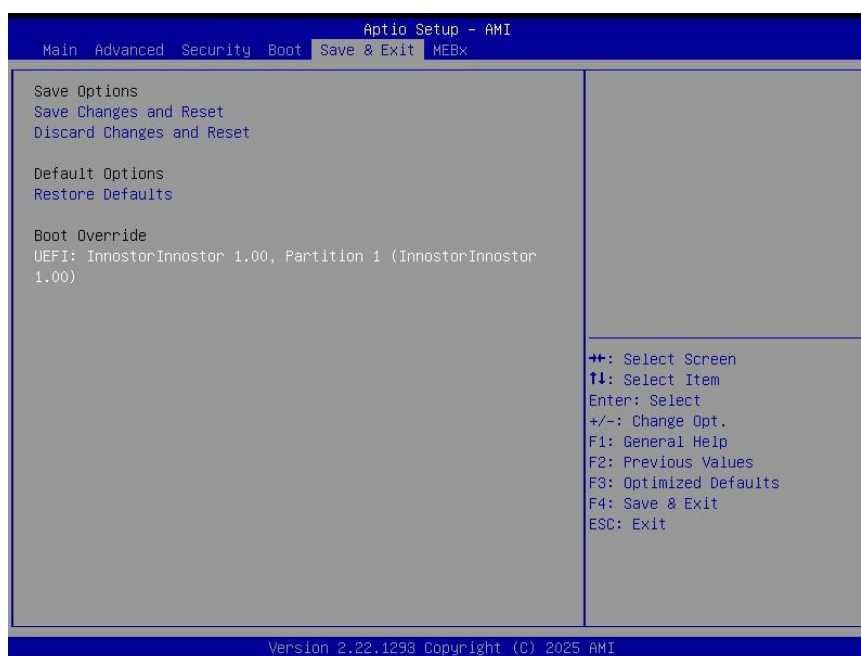 Aptio Setup – AMI
Main Advanced Security Boot Save & Exit MEBx
Save Options
Save Changes and Reset
Discard Changes and Reset
Default Options
Restore Defaults
Boot Override
UEFI: InnostorInnostor 1.00, Partition 1 (InnostorInnostor
1.00)
→←: Select Screen
↑↓: Select Item
Enter: Select
+/-: Change Opt.
F1: General Help
F2: Previous Values
F3: Optimized Defaults
F4: Save & Exit
ESC: Exit
Version 2.22.1293 Copyright (C) 2025 AMI